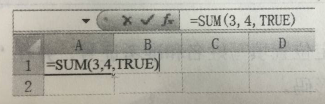 =SUM(3, 4, TRUE)
A B C D
1 =SUM(3,4,TRUE)
2